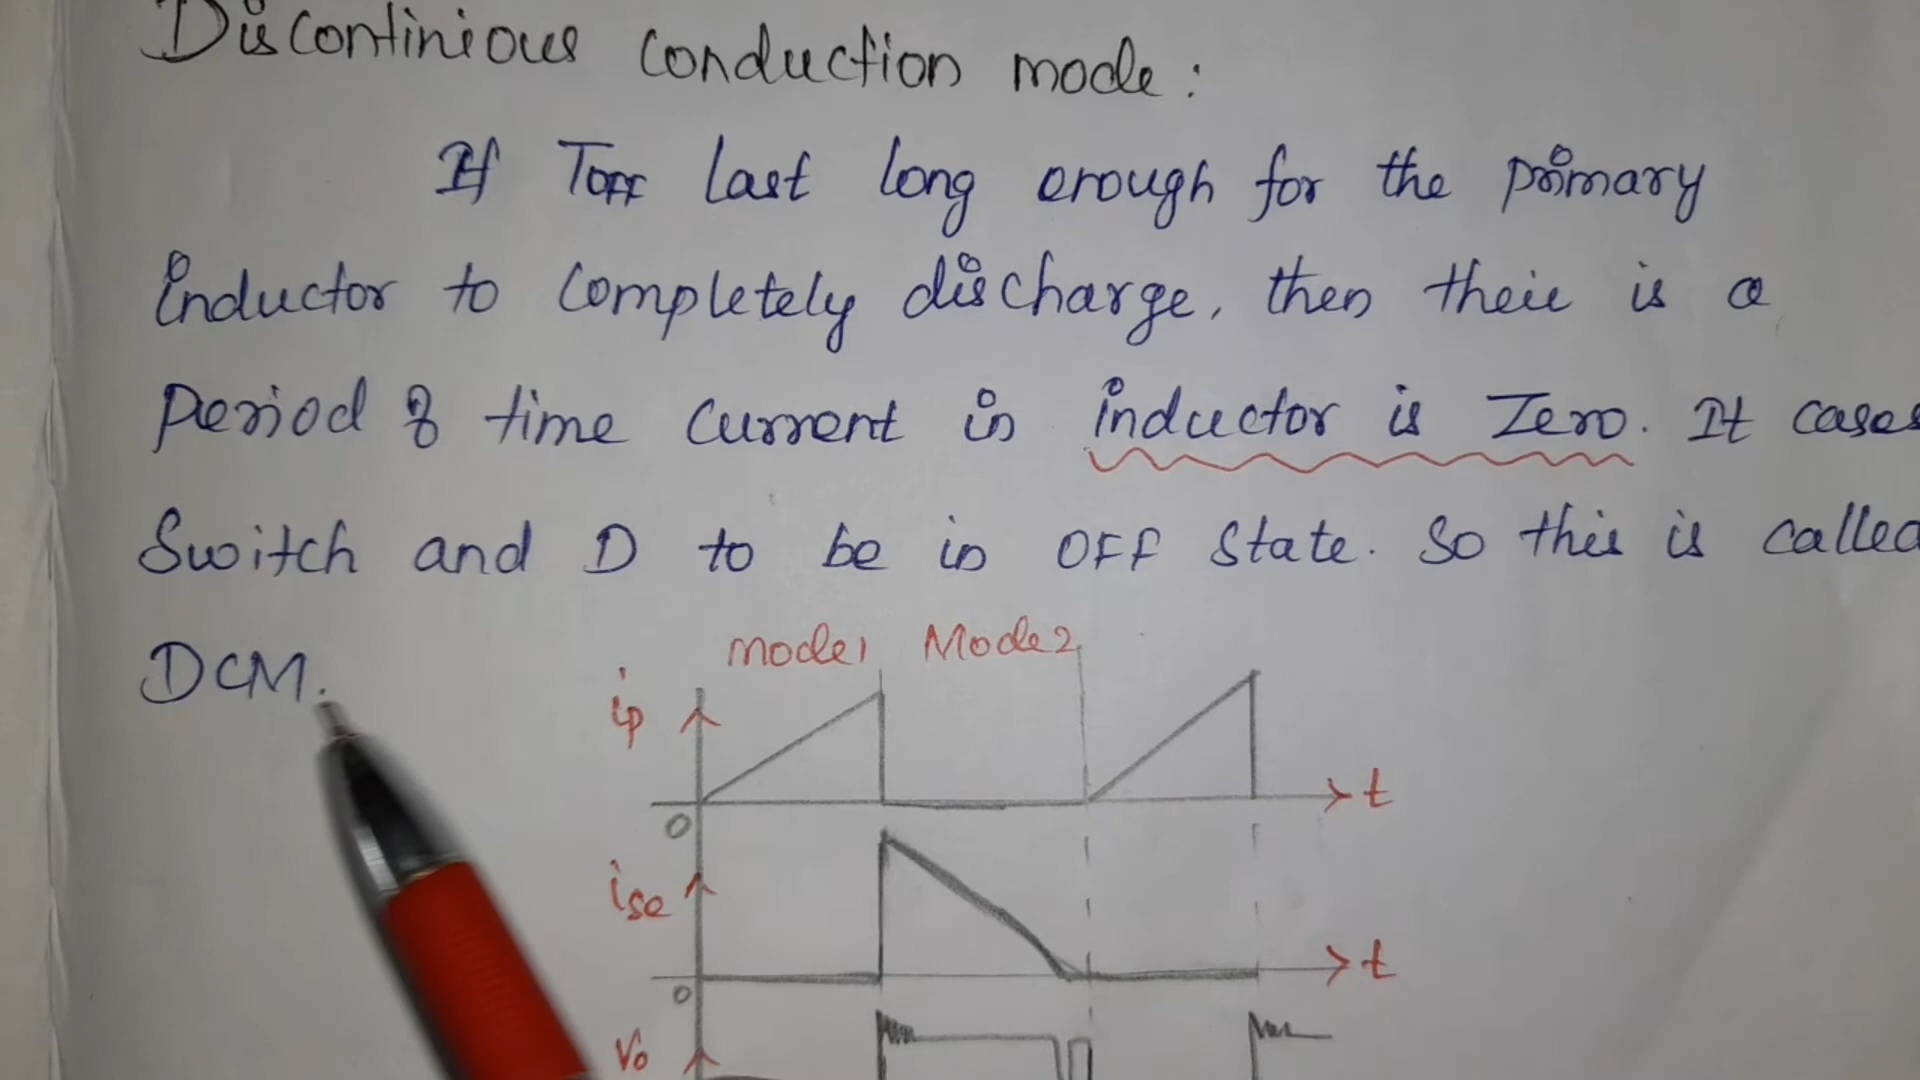 Discontinious conduction mode:
If TOFF last long enough for the primary
inductor to completely discharge, then their is a
period of time current in inductor is Zero. It cases
Switch and D to be in OFF State. So this is called
DCM.
mode1 Mode2
ip
t
0
ise
t
0
Vo